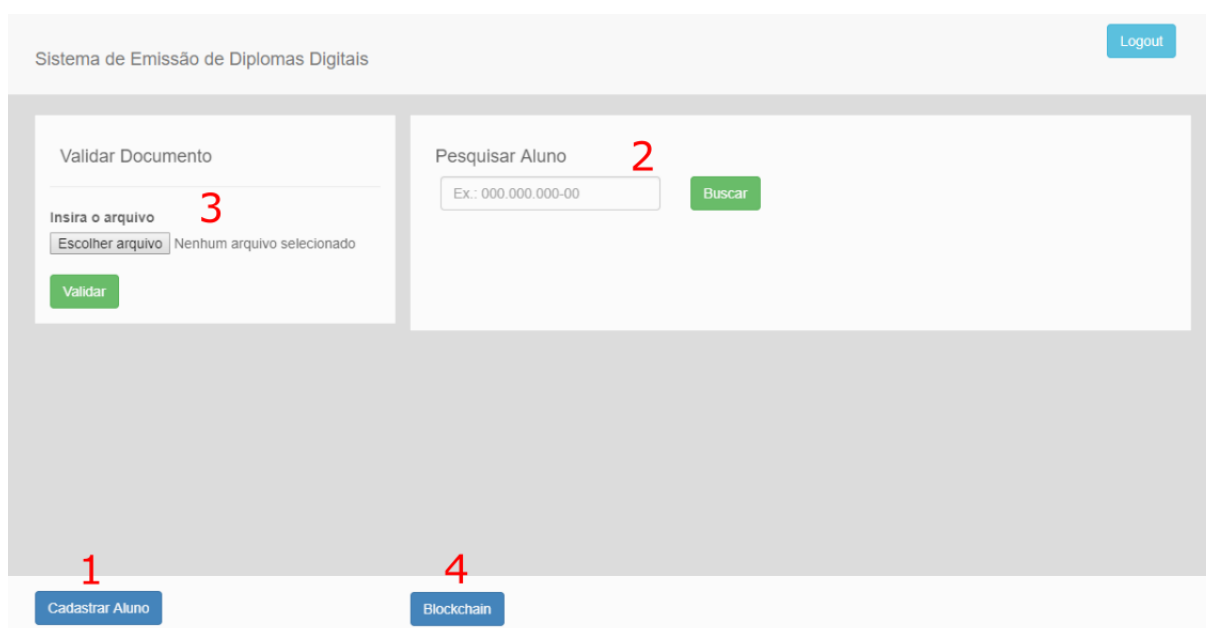 Logout
Sistema de Emissão de Diplomas Digitais
Validar Documento
3
Insira o arquivo
Escolher arquivo Nenhum arquivo selecionado
Validar
Pesquisar Aluno
2
Ex.: 000.000.000-00 Buscar
1
Cadastrar Aluno
4
Blockchain